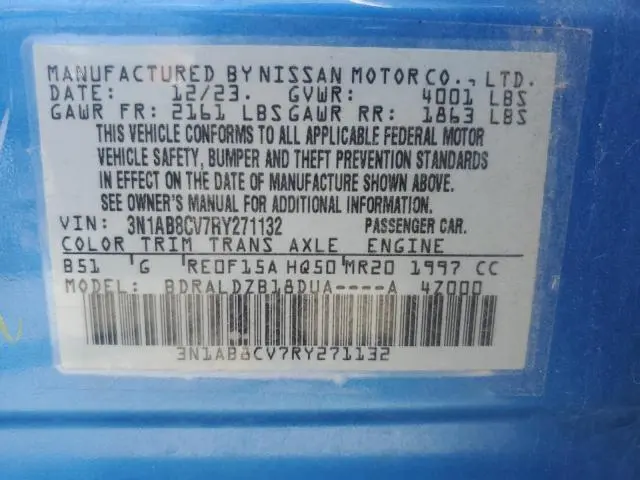 MANUFACTURED BY NISSAN MOTOR CO., LTD.
DATE: 12/23. GVWR: 4001 LBS
GAWR FR: 2161 LBS GAWR RR: 1863 LBS
THIS VEHICLE CONFORMS TO ALL APPLICABLE FEDERAL MOTOR
VEHICLE SAFETY, BUMPER AND THEFT PREVENTION STANDARDS
IN EFFECT ON THE DATE OF MANUFACTURE SHOWN ABOVE.
SEE OWNER'S MANUAL FOR ADDITIONAL INFORMATION.
VIN: 3N1AB8CV7RY271132 PASSENGER CAR.
COLOR TRIM TRANS AXLE ENGINE
B51 G RE0F15A HQ50 MR20 1997 CC
MODEL: BDRALDZB18DUA----A 4Z000
3N1AB8CV7RY271132